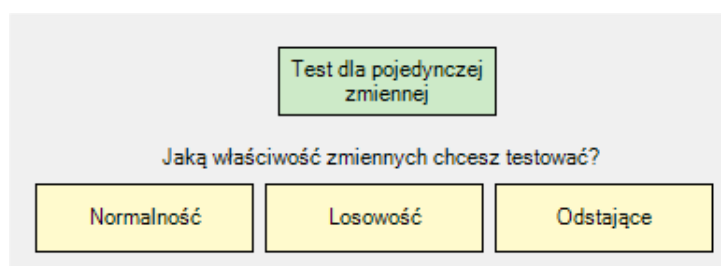 Test dla pojedynczej
zmiennej
Jaką właściwość zmiennych chcesz testować?
Normalność
Losowość
Odstające